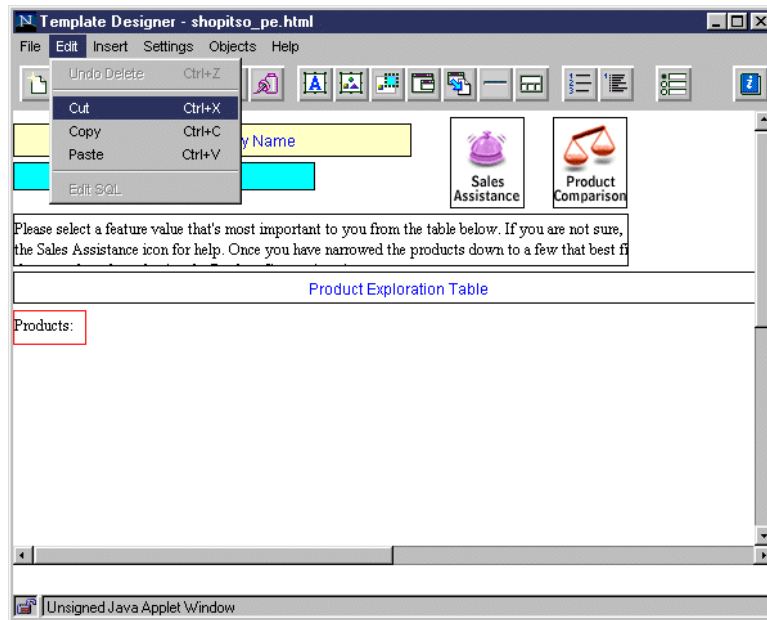 Template Designer - shopitso_pe.html
File Edit Insert Settings Objects Help
Undo Delete Ctrl+Z
Cut Ctrl+X
Copy Ctrl+C
Paste Ctrl+V
Edit SQL
y Name
Sales
Assistance
Product
Comparison
Please select a feature value that's most important to you from the table below. If you are not sure,
the Sales Assistance icon for help. Once you have narrowed the products down to a few that best fi
Product Exploration Table
Products:
Unsigned Java Applet Window